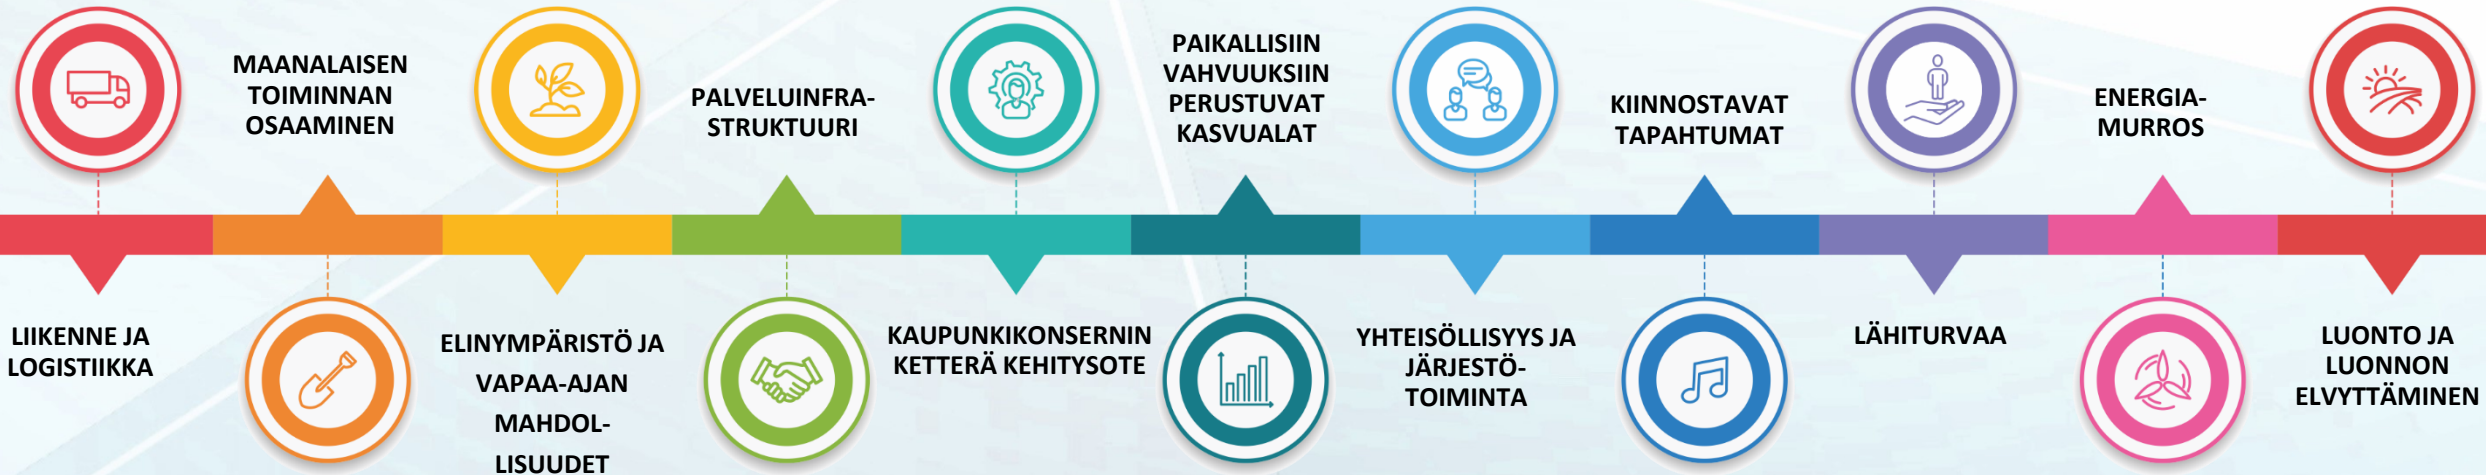 LIIKENNE JA
LOGISTIIKKA
MAANALAISEN
TOIMINNAN
OSAAMINEN
ELINYMPÄRISTÖ JA
VAPAA-AJAN
MAHDOL-
LISUUDET
PALVELUINFRA-
STRUKTUURI
KAUPUNKIKONSERNIN
KETTERÄ KEHITYSOTE
PAIKALLISIIN
VAHVUUKSIIN
PERUSTUVAT
KASVUALAT
YHTEISÖLLISYYS JA
JÄRJESTÖ-
TOIMINTA
KIINNOSTAVAT
TAPAHTUMAT
LÄHITURVAA
ENERGIA-
MURROS
LUONTO JA
LUONNON
ELVYTTÄMINEN